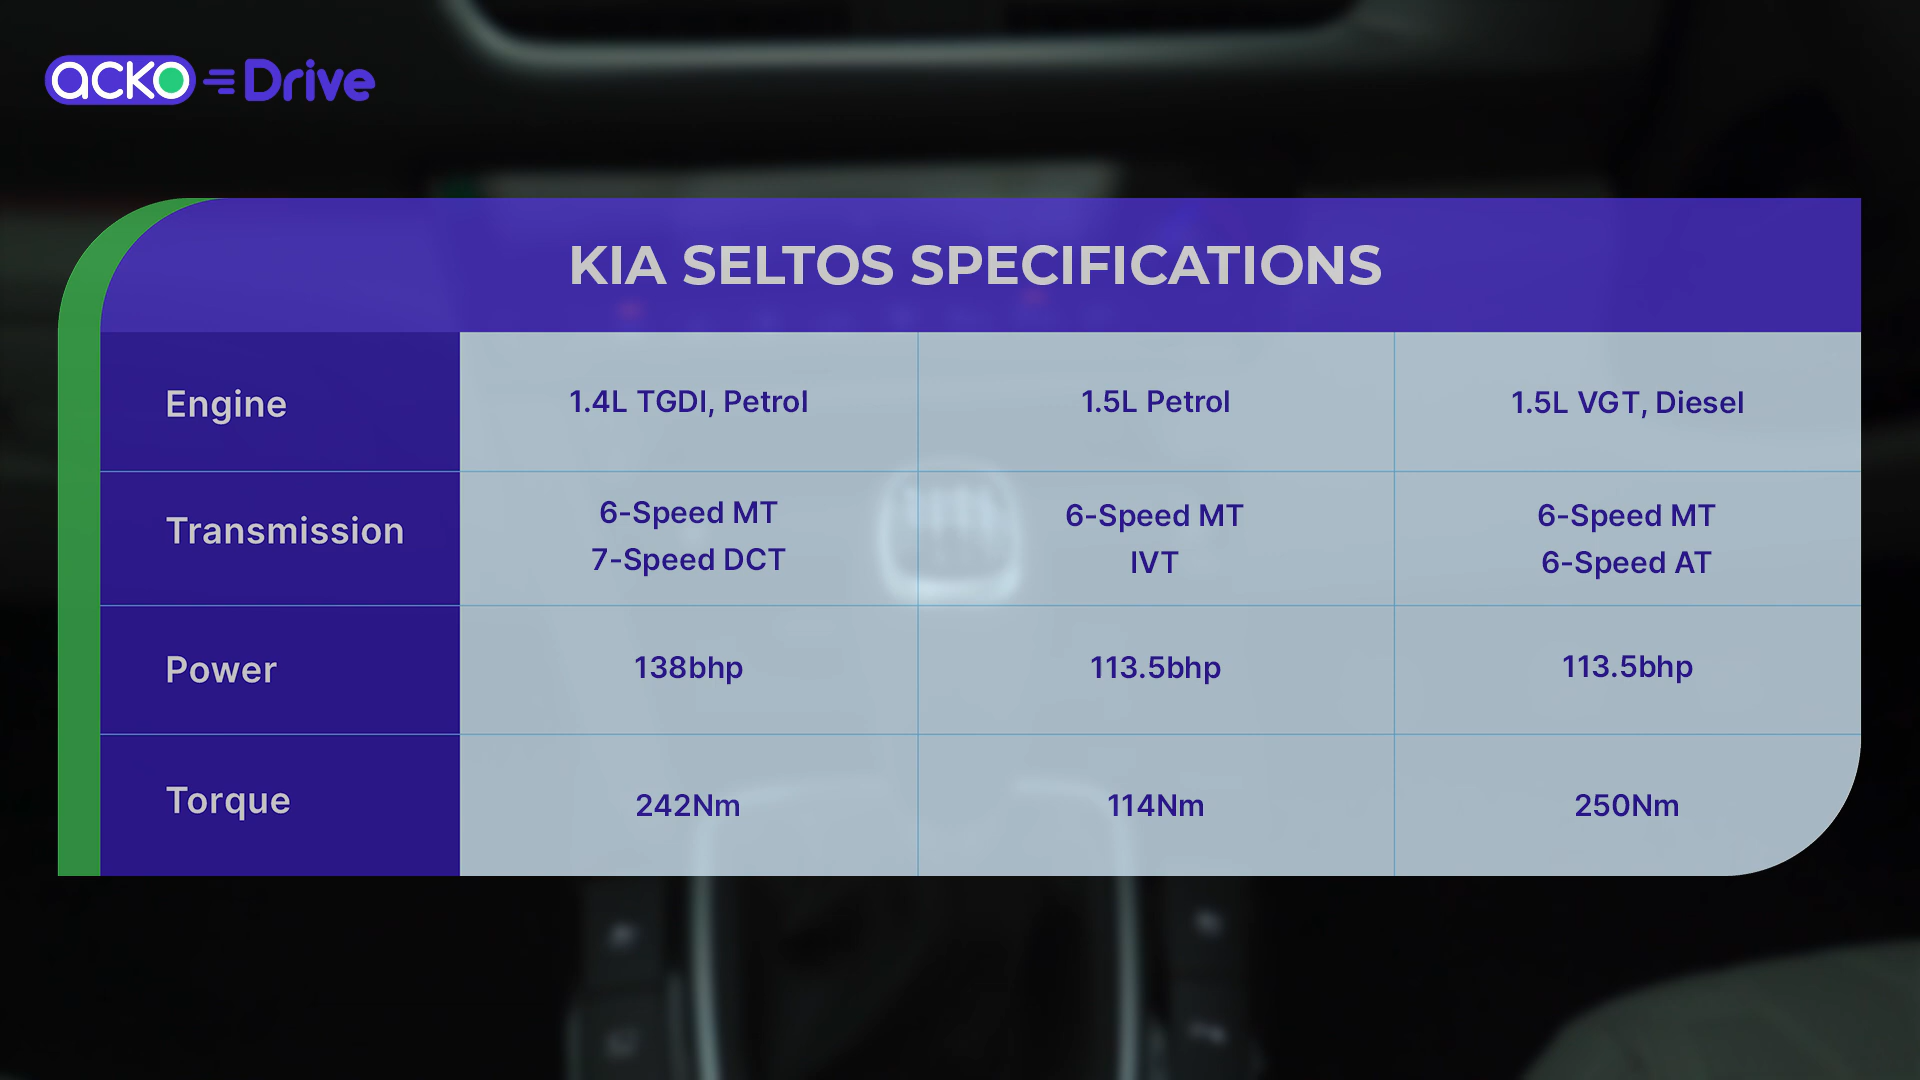 acko Drive
KIA SELTOS SPECIFICATIONS
Engine 1.4L TGDI, Petrol 1.5L Petrol 1.5L VGT, Diesel
Transmission 6-Speed MT 6-Speed MT 6-Speed MT
7-Speed DCT IVT 6-Speed AT
Power 138bhp 113.5bhp 113.5bhp
Torque 242Nm 114Nm 250Nm